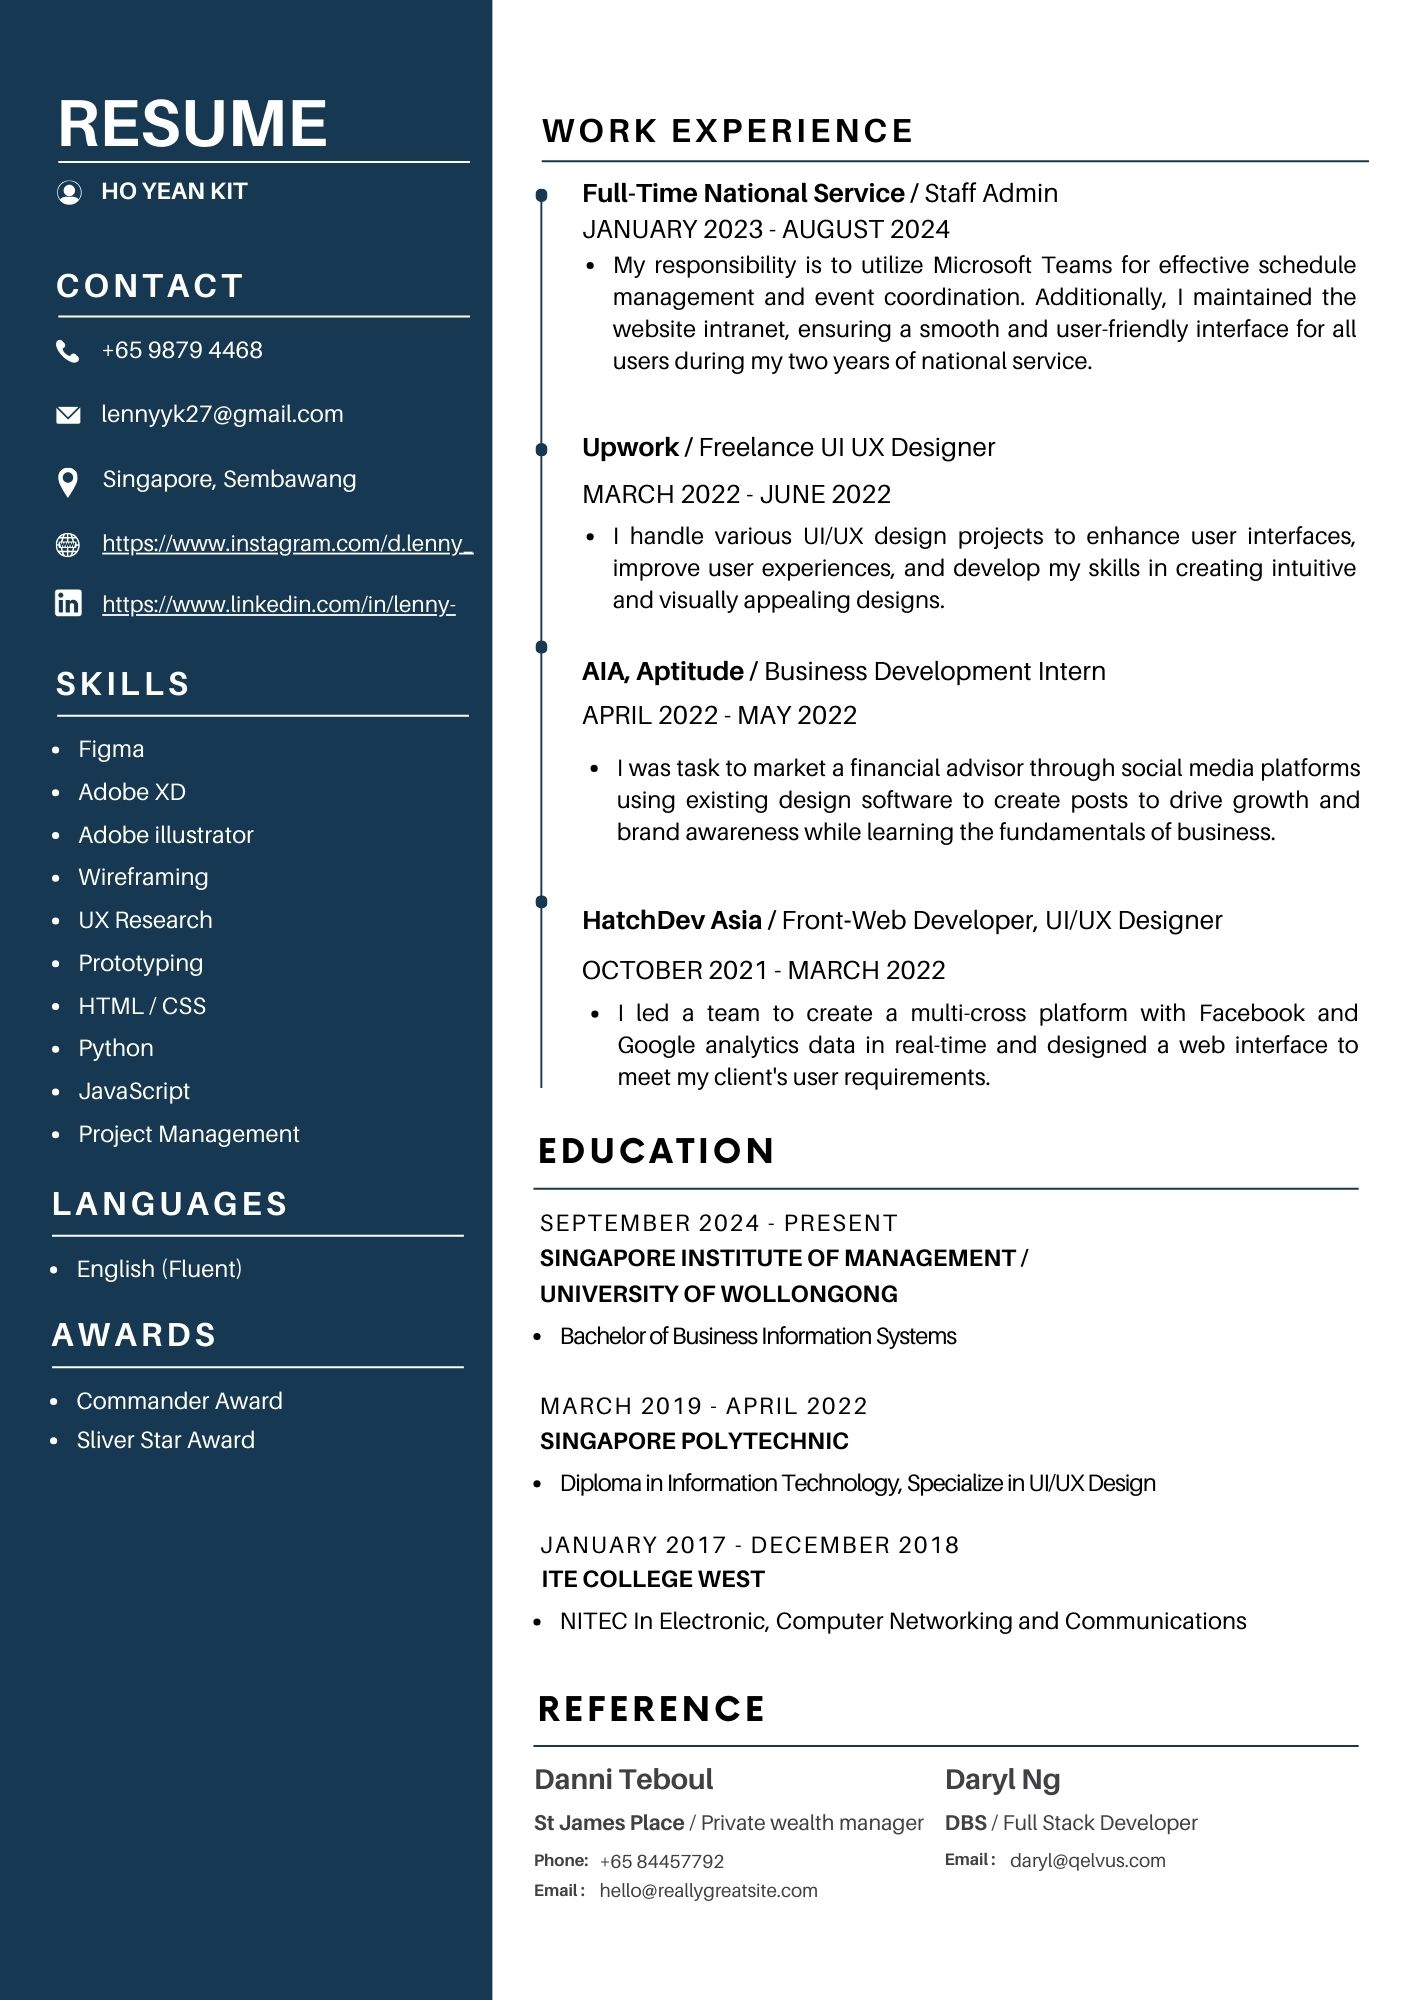 RESUME
HO YEAN KIT
CONTACT
+65 9879 4468
lennyyk27@gmail.com
Singapore, Sembawang
https://www.instagram.com/d.lenny_
https://www.linkedin.com/in/lenny-
SKILLS
• Figma
• Adobe XD
• Adobe illustrator
• Wireframing
• UX Research
• Prototyping
• HTML / CSS
• Python
• JavaScript
• Project Management
LANGUAGES
• English (Fluent)
AWARDS
• Commander Award
• Sliver Star Award
WORK EXPERIENCE
Full-Time National Service / Staff Admin
JANUARY 2023 - AUGUST 2024
• My responsibility is to utilize Microsoft Teams for effective schedule
management and event coordination. Additionally, I maintained the
website intranet, ensuring a smooth and user-friendly interface for all
users during my two years of national service.
Upwork / Freelance UI UX Designer
MARCH 2022 - JUNE 2022
• I handle various UI/UX design projects to enhance user interfaces,
improve user experiences, and develop my skills in creating intuitive
and visually appealing designs.
AIA, Aptitude / Business Development Intern
APRIL 2022 - MAY 2022
• I was task to market a financial advisor through social media platforms
using existing design software to create posts to drive growth and
brand awareness while learning the fundamentals of business.
HatchDev Asia / Front-Web Developer, UI/UX Designer
OCTOBER 2021 - MARCH 2022
• I led a team to create a multi-cross platform with Facebook and
Google analytics data in real-time and designed a web interface to
meet my client's user requirements.
EDUCATION
SEPTEMBER 2024 - PRESENT
SINGAPORE INSTITUTE OF MANAGEMENT /
UNIVERSITY OF WOLLONGONG
• Bachelor of Business Information Systems
MARCH 2019 - APRIL 2022
SINGAPORE POLYTECHNIC
• Diploma in Information Technology, Specialize in UI/UX Design
JANUARY 2017 - DECEMBER 2018
ITE COLLEGE WEST
• NITEC In Electronic, Computer Networking and Communications
REFERENCE
Danni Teboul
St James Place / Private wealth manager
Phone: +65 84457792
Email : hello@reallygreatsite.com
Daryl Ng
DBS / Full Stack Developer
Email : daryl@qelvus.com